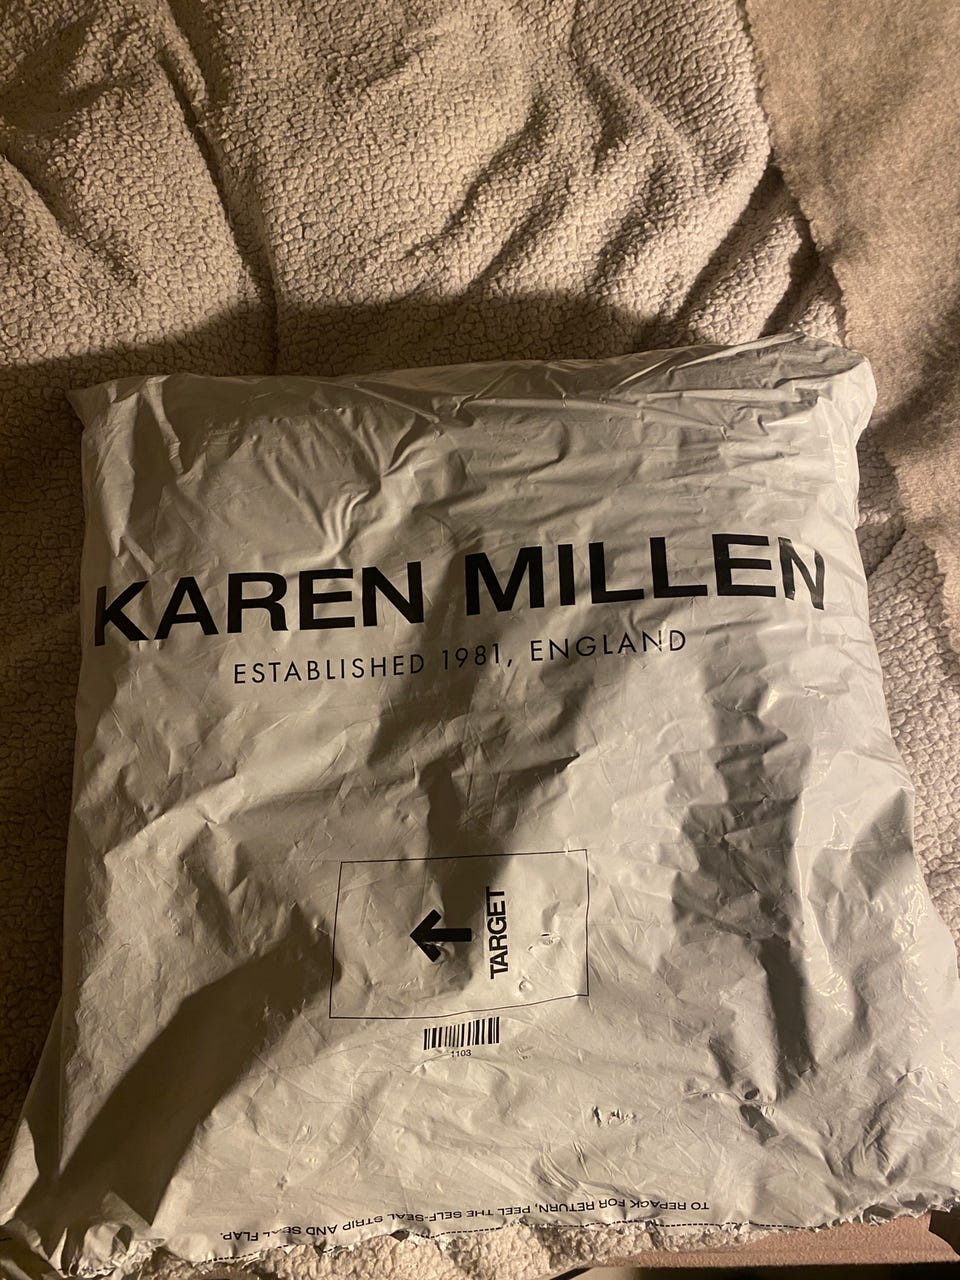 KAREN MILLEN
ESTABLISHED 1981, ENGLAND
TARGET
1103
TO REPACK FOR RETURN, PEEL THE SELF-SEAL STRIP AND SEAL FLAP.